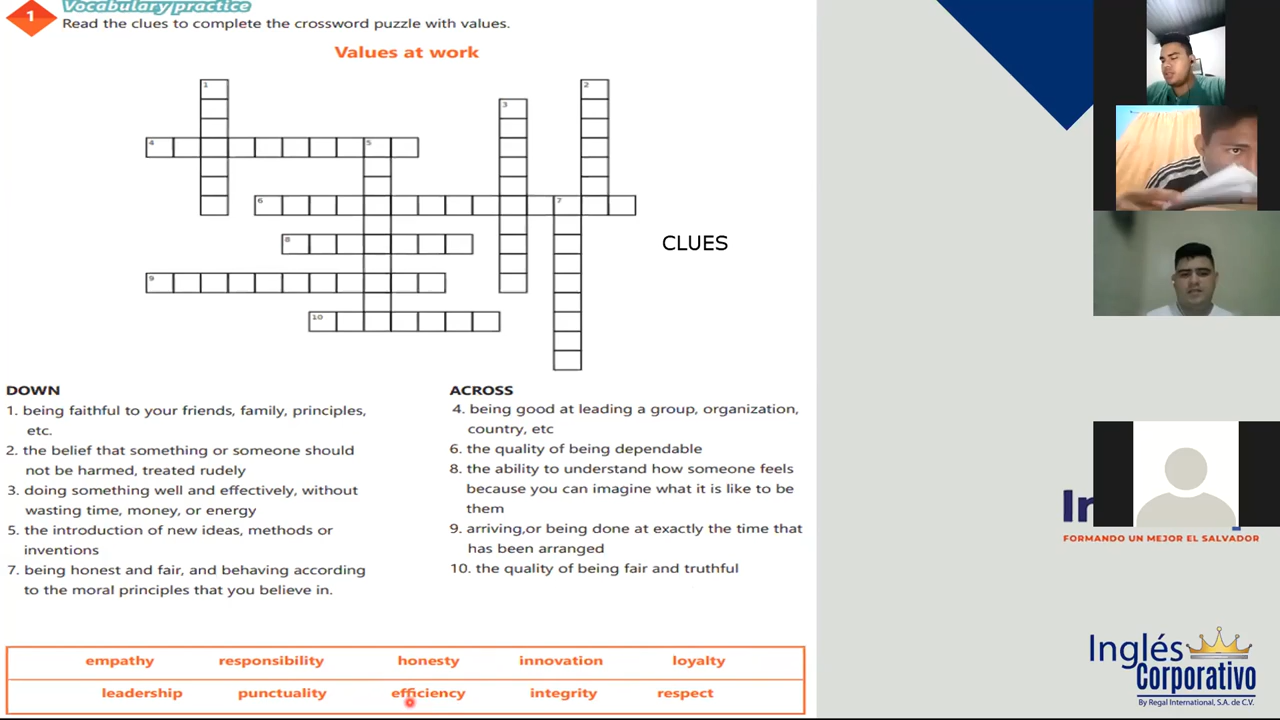 Vocabulary practice
1
Read the clues to complete the crossword puzzle with values.
Values at work
1
2
3
4
5
6
7
8
9
10
CLUES
DOWN
1. being faithful to your friends, family, principles,
etc.
2. the belief that something or someone should
not be harmed, treated rudely
3. doing something well and effectively, without
wasting time, money, or energy
5. the introduction of new ideas, methods or
inventions
7. being honest and fair, and behaving according
to the moral principles that you believe in.
ACROSS
4. being good at leading a group, organization,
country, etc
6. the quality of being dependable
8. the ability to understand how someone feels
because you can imagine what it is like to be
them
9. arriving,or being done at exactly the time that
has been arranged
10. the quality of being fair and truthful
empathy responsibility honesty innovation loyalty
leadership punctuality efficiency integrity respect
FORMANDO UN MEJOR EL SALVADOR
Inglés
Corporativo
By Regal International, S.A. de C.V.